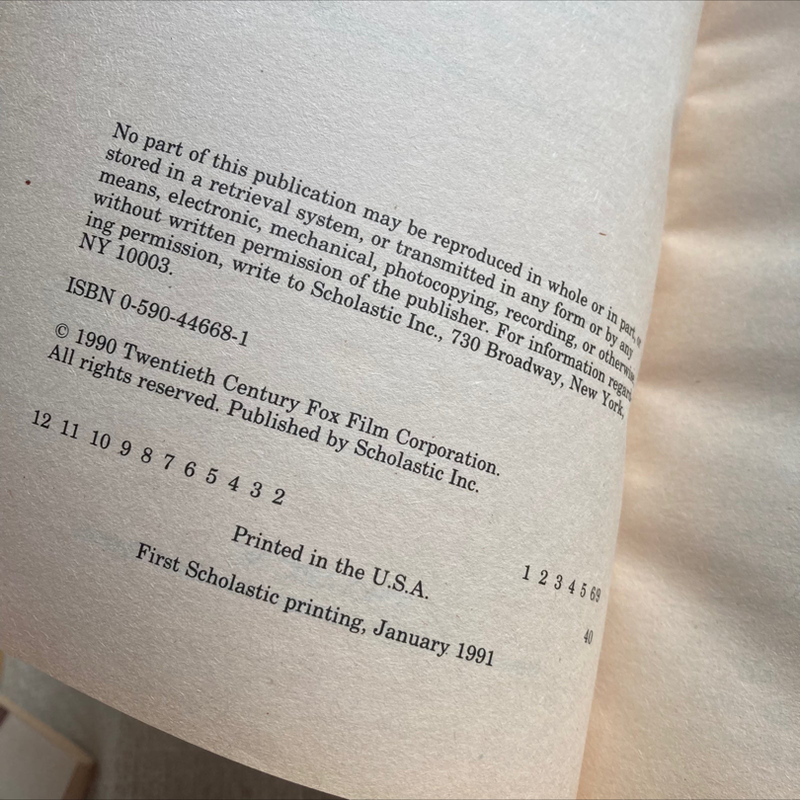 No part of this publication may be reproduced in whole or in part, or
stored in a retrieval system, or transmitted in any form or by any
means, electronic, mechanical, photocopying, recording, or otherwise,
without written permission of the publisher. For information regard-
ing permission, write to Scholastic Inc., 730 Broadway, New York,
NY 10003.
ISBN 0-590-44668-1
© 1990 Twentieth Century Fox Film Corporation.
All rights reserved. Published by Scholastic Inc.
12 11 10 9 8 7 6 5 4 3 2 1 2 3 4 5 6/9
Printed in the U.S.A. 40
First Scholastic printing, January 1991